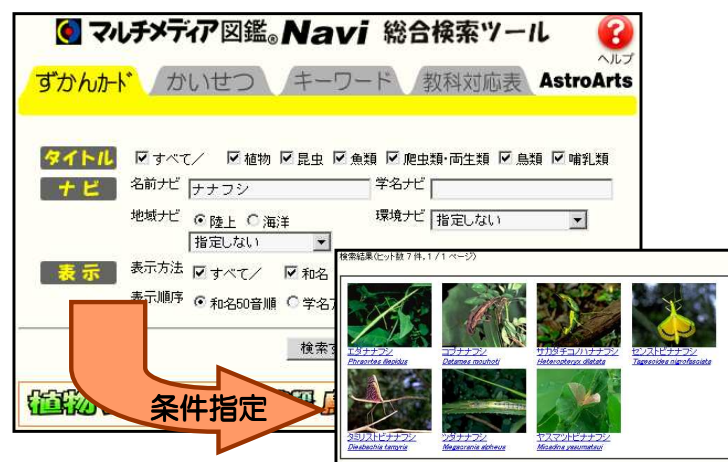 マルチメディア図鑑。Navi 総合検索ツール
ヘルプ
ずかんカード かいせつ キーワード 教科対応表 AstroArts
タイトル すべて/ 植物 昆虫 魚類 爬虫類・両生類 鳥類 哺乳類
ナビ 名前ナビ ナナフシ 学名ナビ
地域ナビ 陸上 海洋 環境ナビ 指定しない
指定しない
表示 表示方法 すべて/ 和名
表示順序 和名50音順 学名
検索
植物
条件指定
検索結果(ヒット数 7 件, 1 / 1 ページ)
エダナナフシ コブナナフシ サカダチコノハナナフシ センストビナナフシ
Phraortes illepidus Datames mouhoti Heteropteryx dilatata Tagesoidea nigrofasciata
タミリストビナナフシ ツダナナフシ ヤスマツトビナナフシ
Diesbachia tamyris Megacrania alpheus Micadina yasumatsui